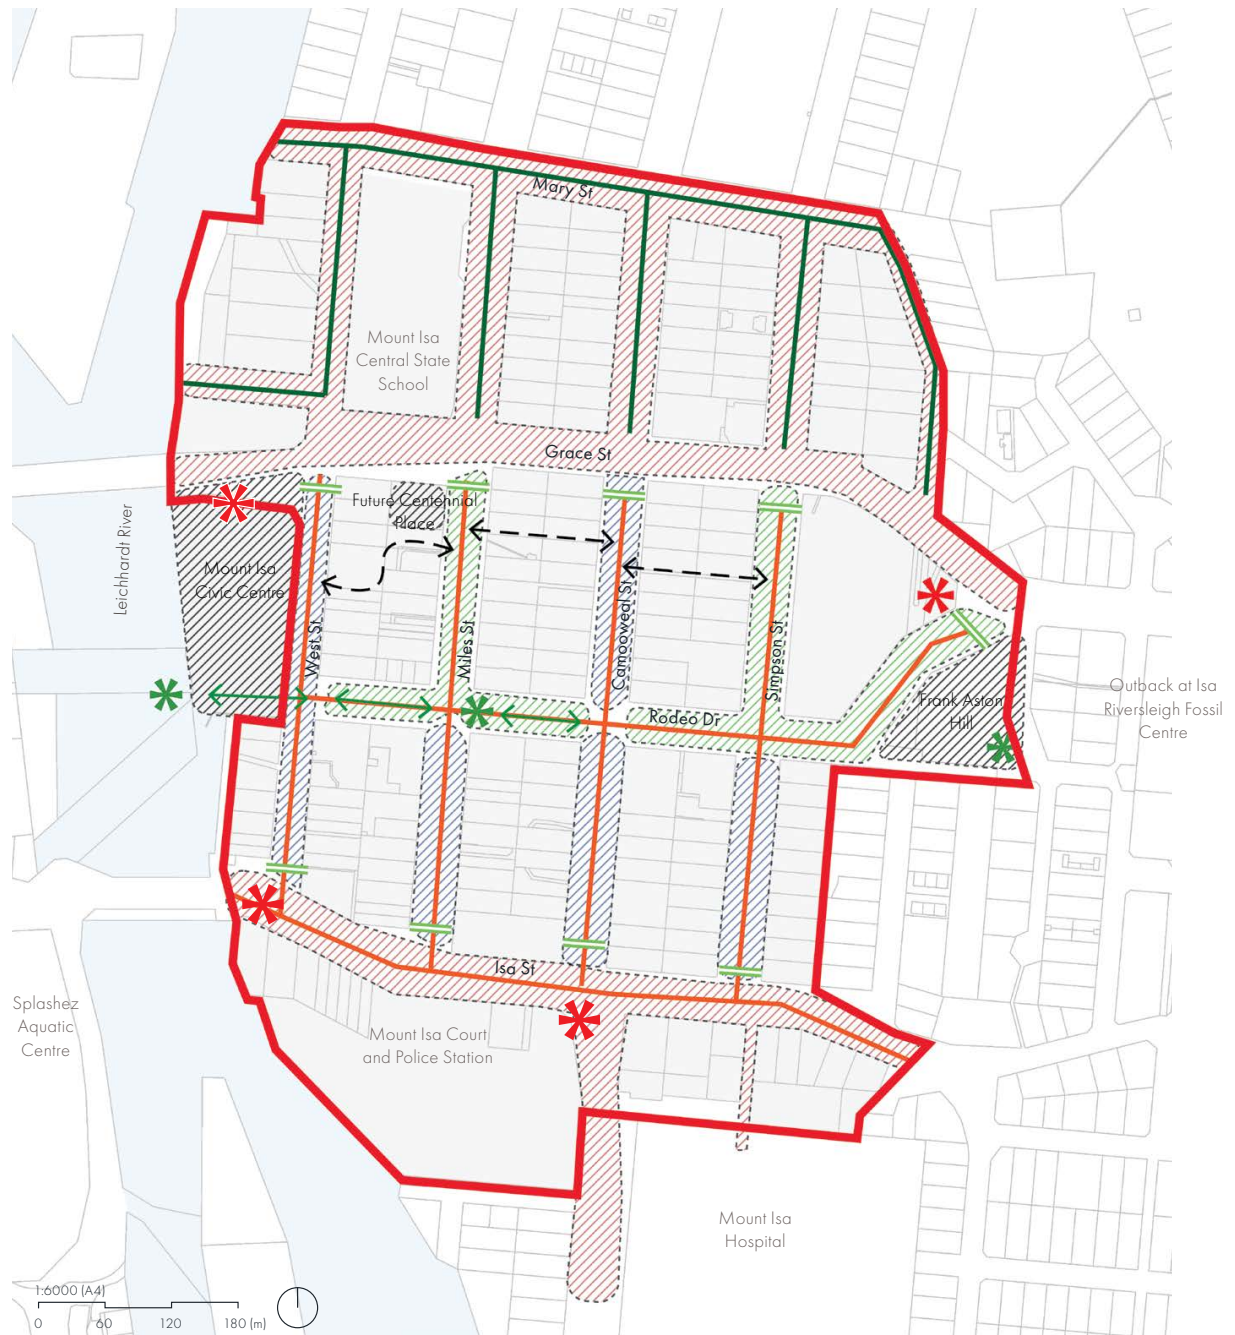 Mary St
Mount Isa
Central State
School
Grace St
Future Centennial
Place
Leichhardt River
Mount Isa
Civic Centre
West St
Miles St
Camooweal St
Simpson St
Rodeo Dr
Frank Aston
Hill
Outback at Isa
Riversleigh Fossil
Centre
Isa St
Splashez
Aquatic
Centre
Mount Isa Court
and Police Station
Mount Isa
Hospital
1:6000 (A4)
0 60 120 180 (m)